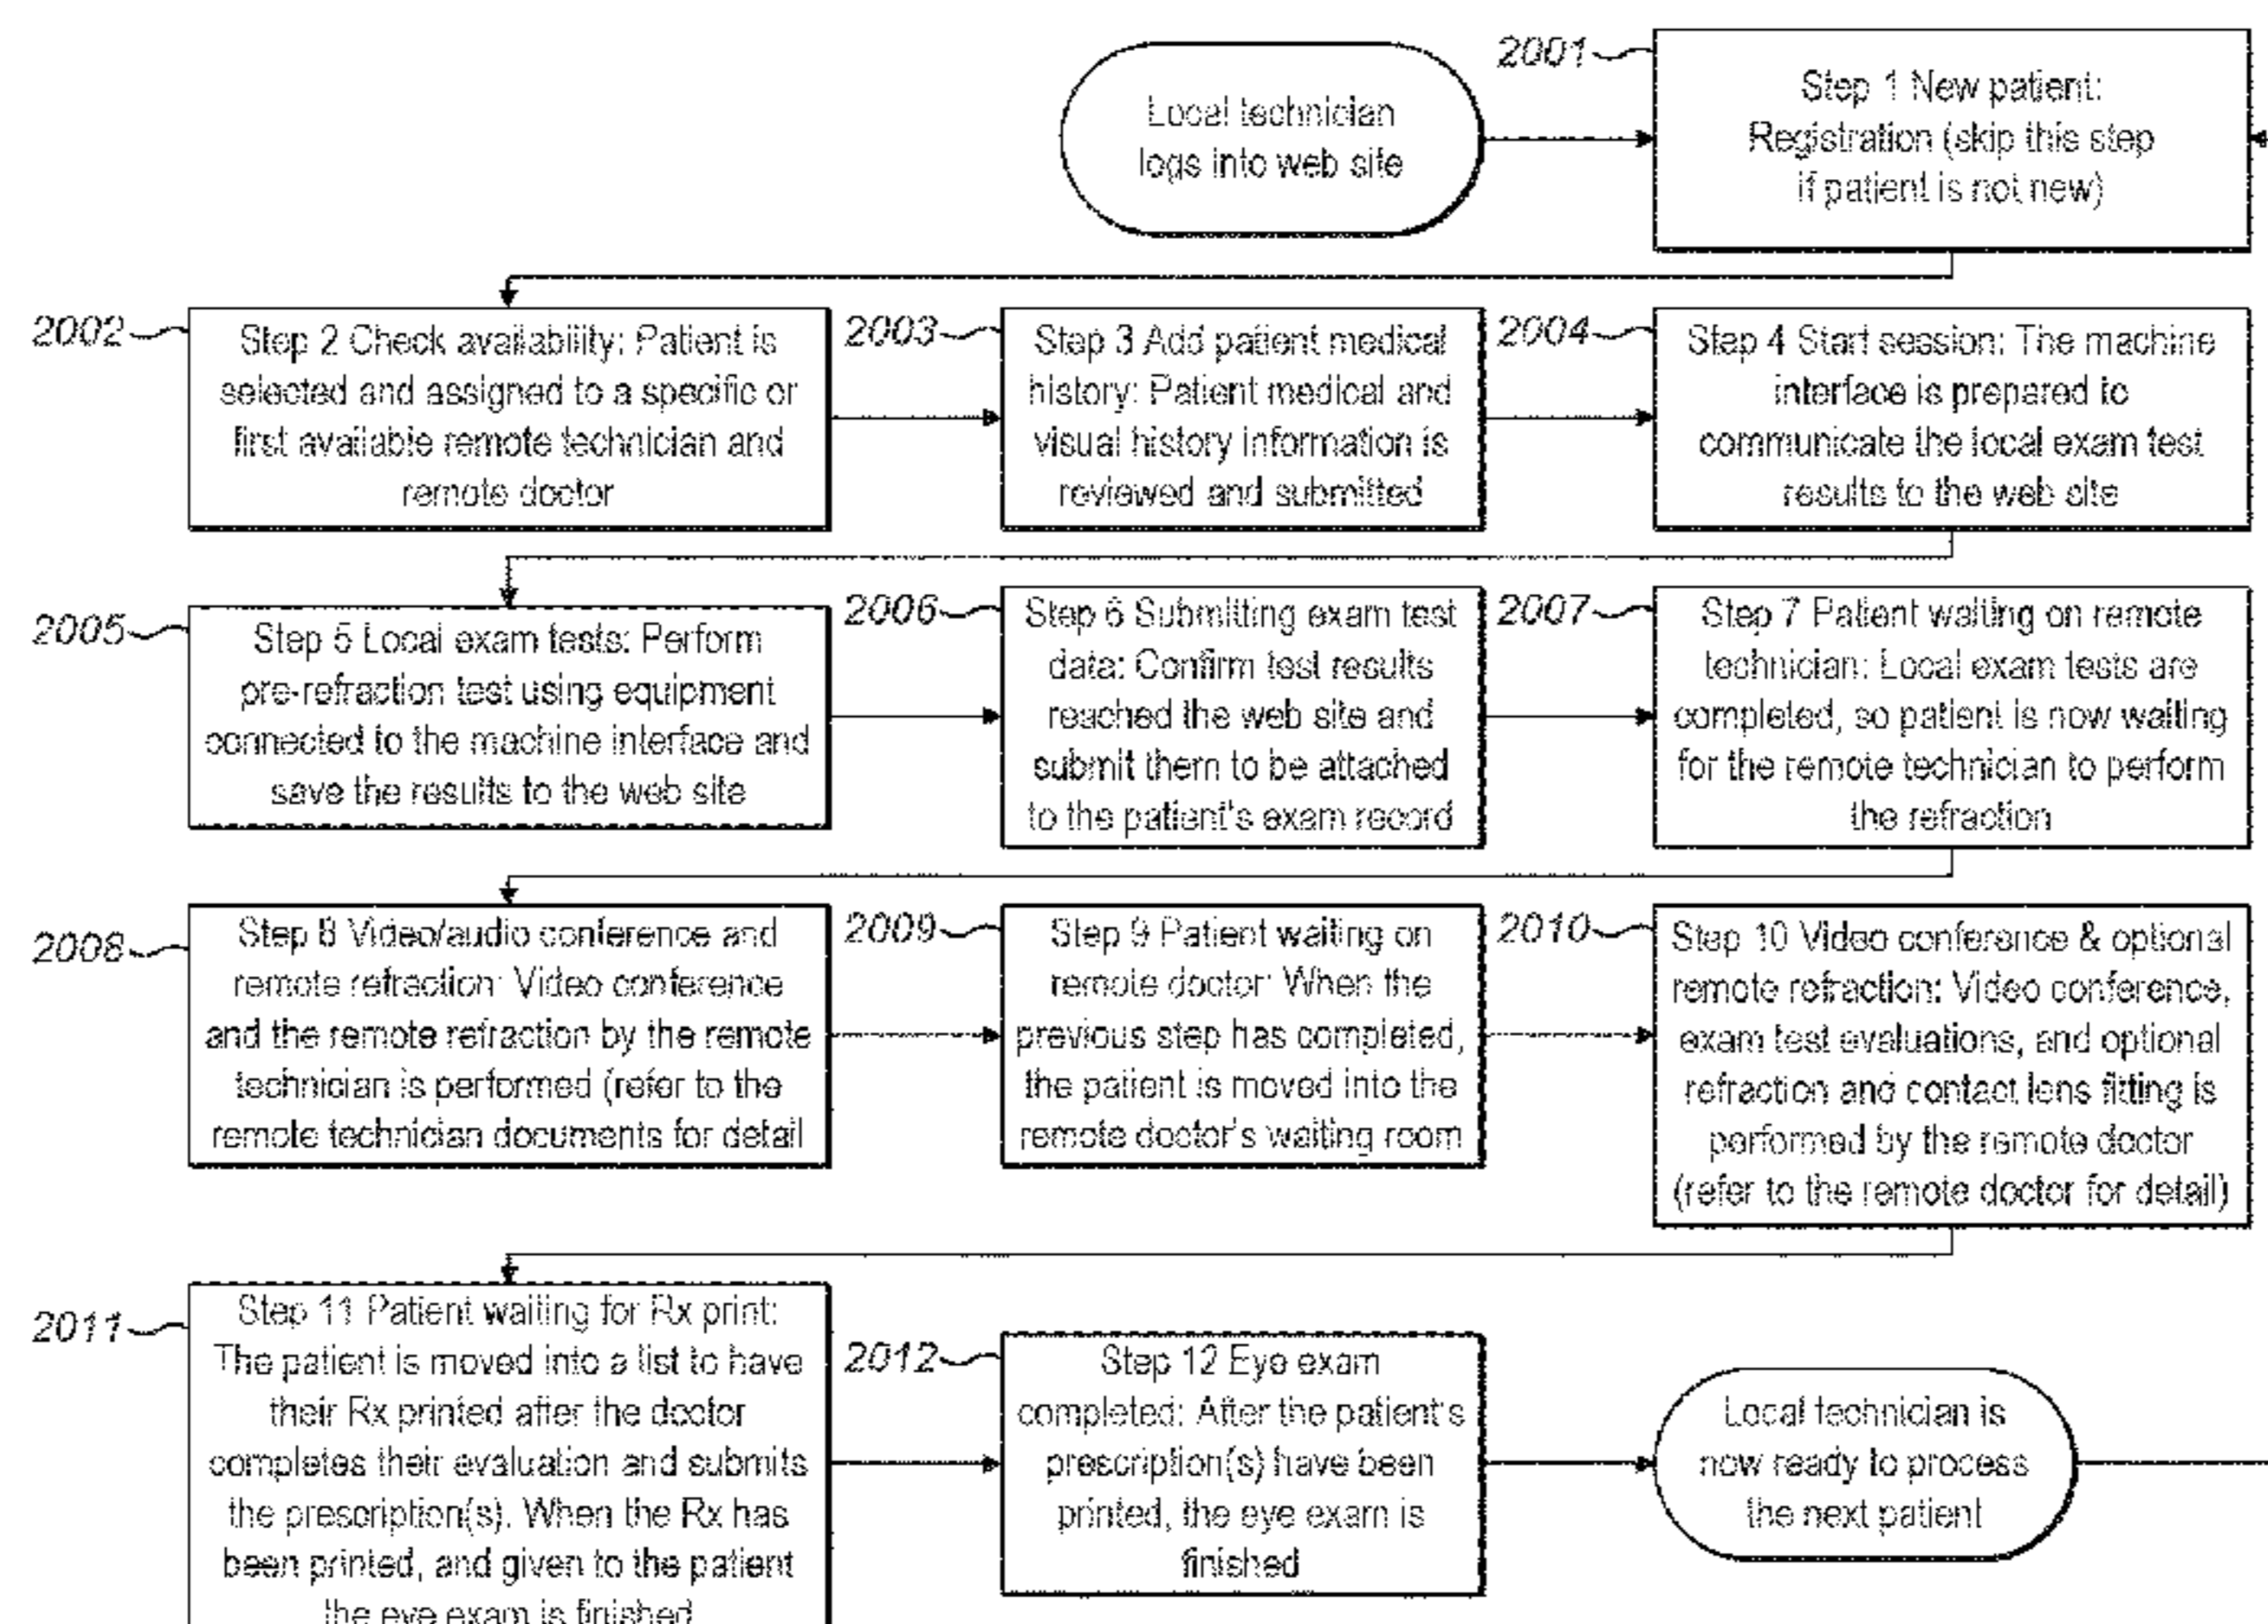 Local technician
logs into web site
2001
Step 1 New patient:
Registration (skip this step
if patient is not new)
2002
Step 2 Check availability: Patient is
selected and assigned to a specific or
first available remote technician and
remote doctor
2003
Step 3 Add patient medical
history: Patient medical and
visual history information is
reviewed and submitted
2004
Step 4 Start session: The machine
interface is prepared to
communicate the local exam test
results to the web site
2005
Step 5 Local exam tests: Perform
pre-refraction test using equipment
connected to the machine interface and
save the results to the web site
2006
Step 6 Submitting exam test
data: Confirm test results
reached the web site and
submit them to be attached
to the patient's exam record
2007
Step 7 Patient waiting on remote
technician: Local exam tests are
completed, so patient is now waiting
for the remote technician to perform
the refraction
2008
Step 8 Video/audio conference and
remote refraction: Video conference
and the remote refraction by the remote
technician is performed (refer to the
remote technician documents for detail
2009
Step 9 Patient waiting on
remote doctor: When the
previous step has completed,
the patient is moved into the
remote doctor's waiting room
2010
Step 10 Video conference & optional
remote refraction: Video conference,
exam test evaluations, and optional
refraction and contact lens fitting is
performed by the remote doctor
(refer to the remote doctor for detail)
2011
Step 11 Patient waiting for Rx print:
The patient is moved into a list to have
their Rx printed after the doctor
completes their evaluation and submits
the prescription(s). When the Rx has
been printed, and given to the patient
the eye exam is finished
2012
Step 12 Eye exam
completed: After the patient's
prescription(s) have been
printed, the eye exam is
finished
Local technician is
now ready to process
the next patient